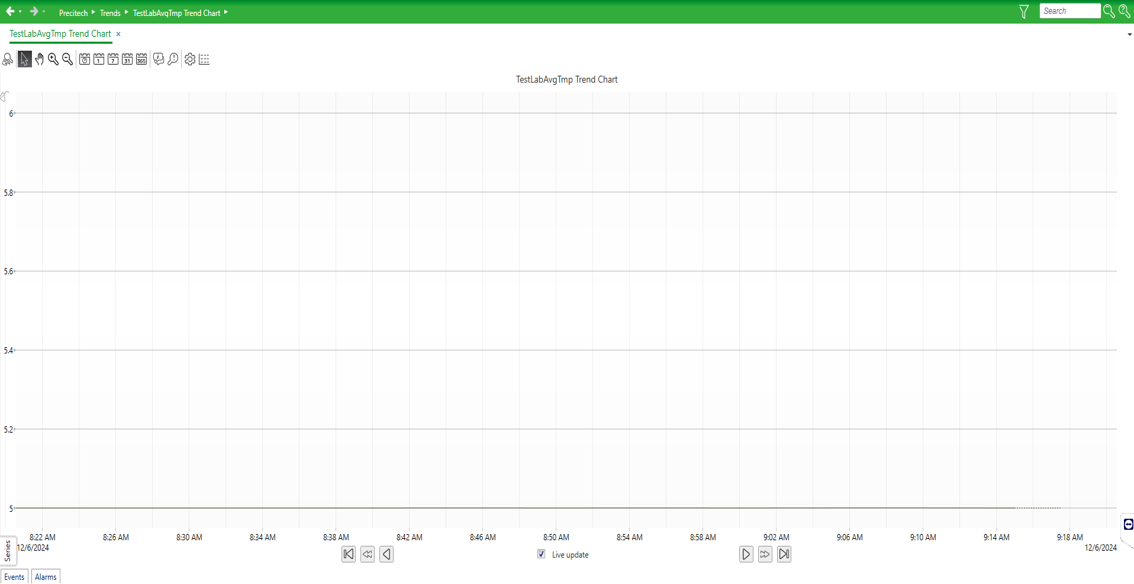 Precitech Trends TestLabAvgTmp Trend Chart Search
TestLabAvgTmp Trend Chart ×
TestLabAvgTmp Trend Chart
6
5.8
5.6
5.4
5.2
5
8:22 AM 8:26 AM 8:30 AM 8:34 AM 8:38 AM 8:42 AM 8:46 AM 8:50 AM 8:54 AM 8:58 AM 9:02 AM 9:06 AM 9:10 AM 9:14 AM 9:18 AM
12/6/2024 12/6/2024
Series
Live update
Events Alarms